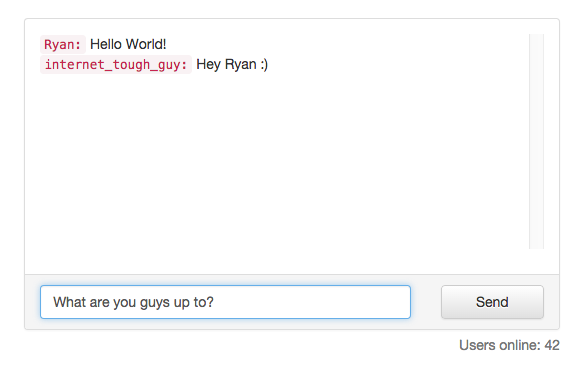 Ryan: Hello World!
internet_tough_guy: Hey Ryan :)
What are you guys up to?
Send
Users online: 42